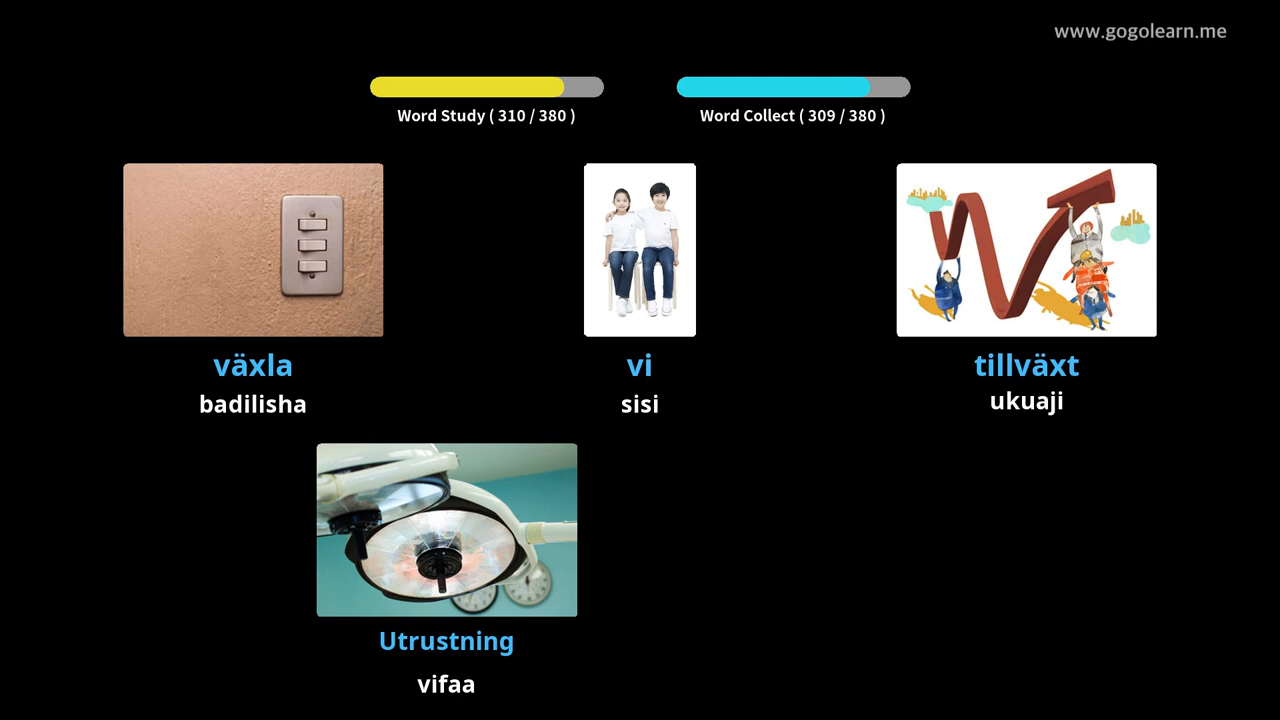 www.gogolearn.me
Word Study ( 310 / 380 )
Word Collect ( 309 / 380 )
växla
badilisha
vi
sisi
tillväxt
ukuaji
Utrustning
vifaa